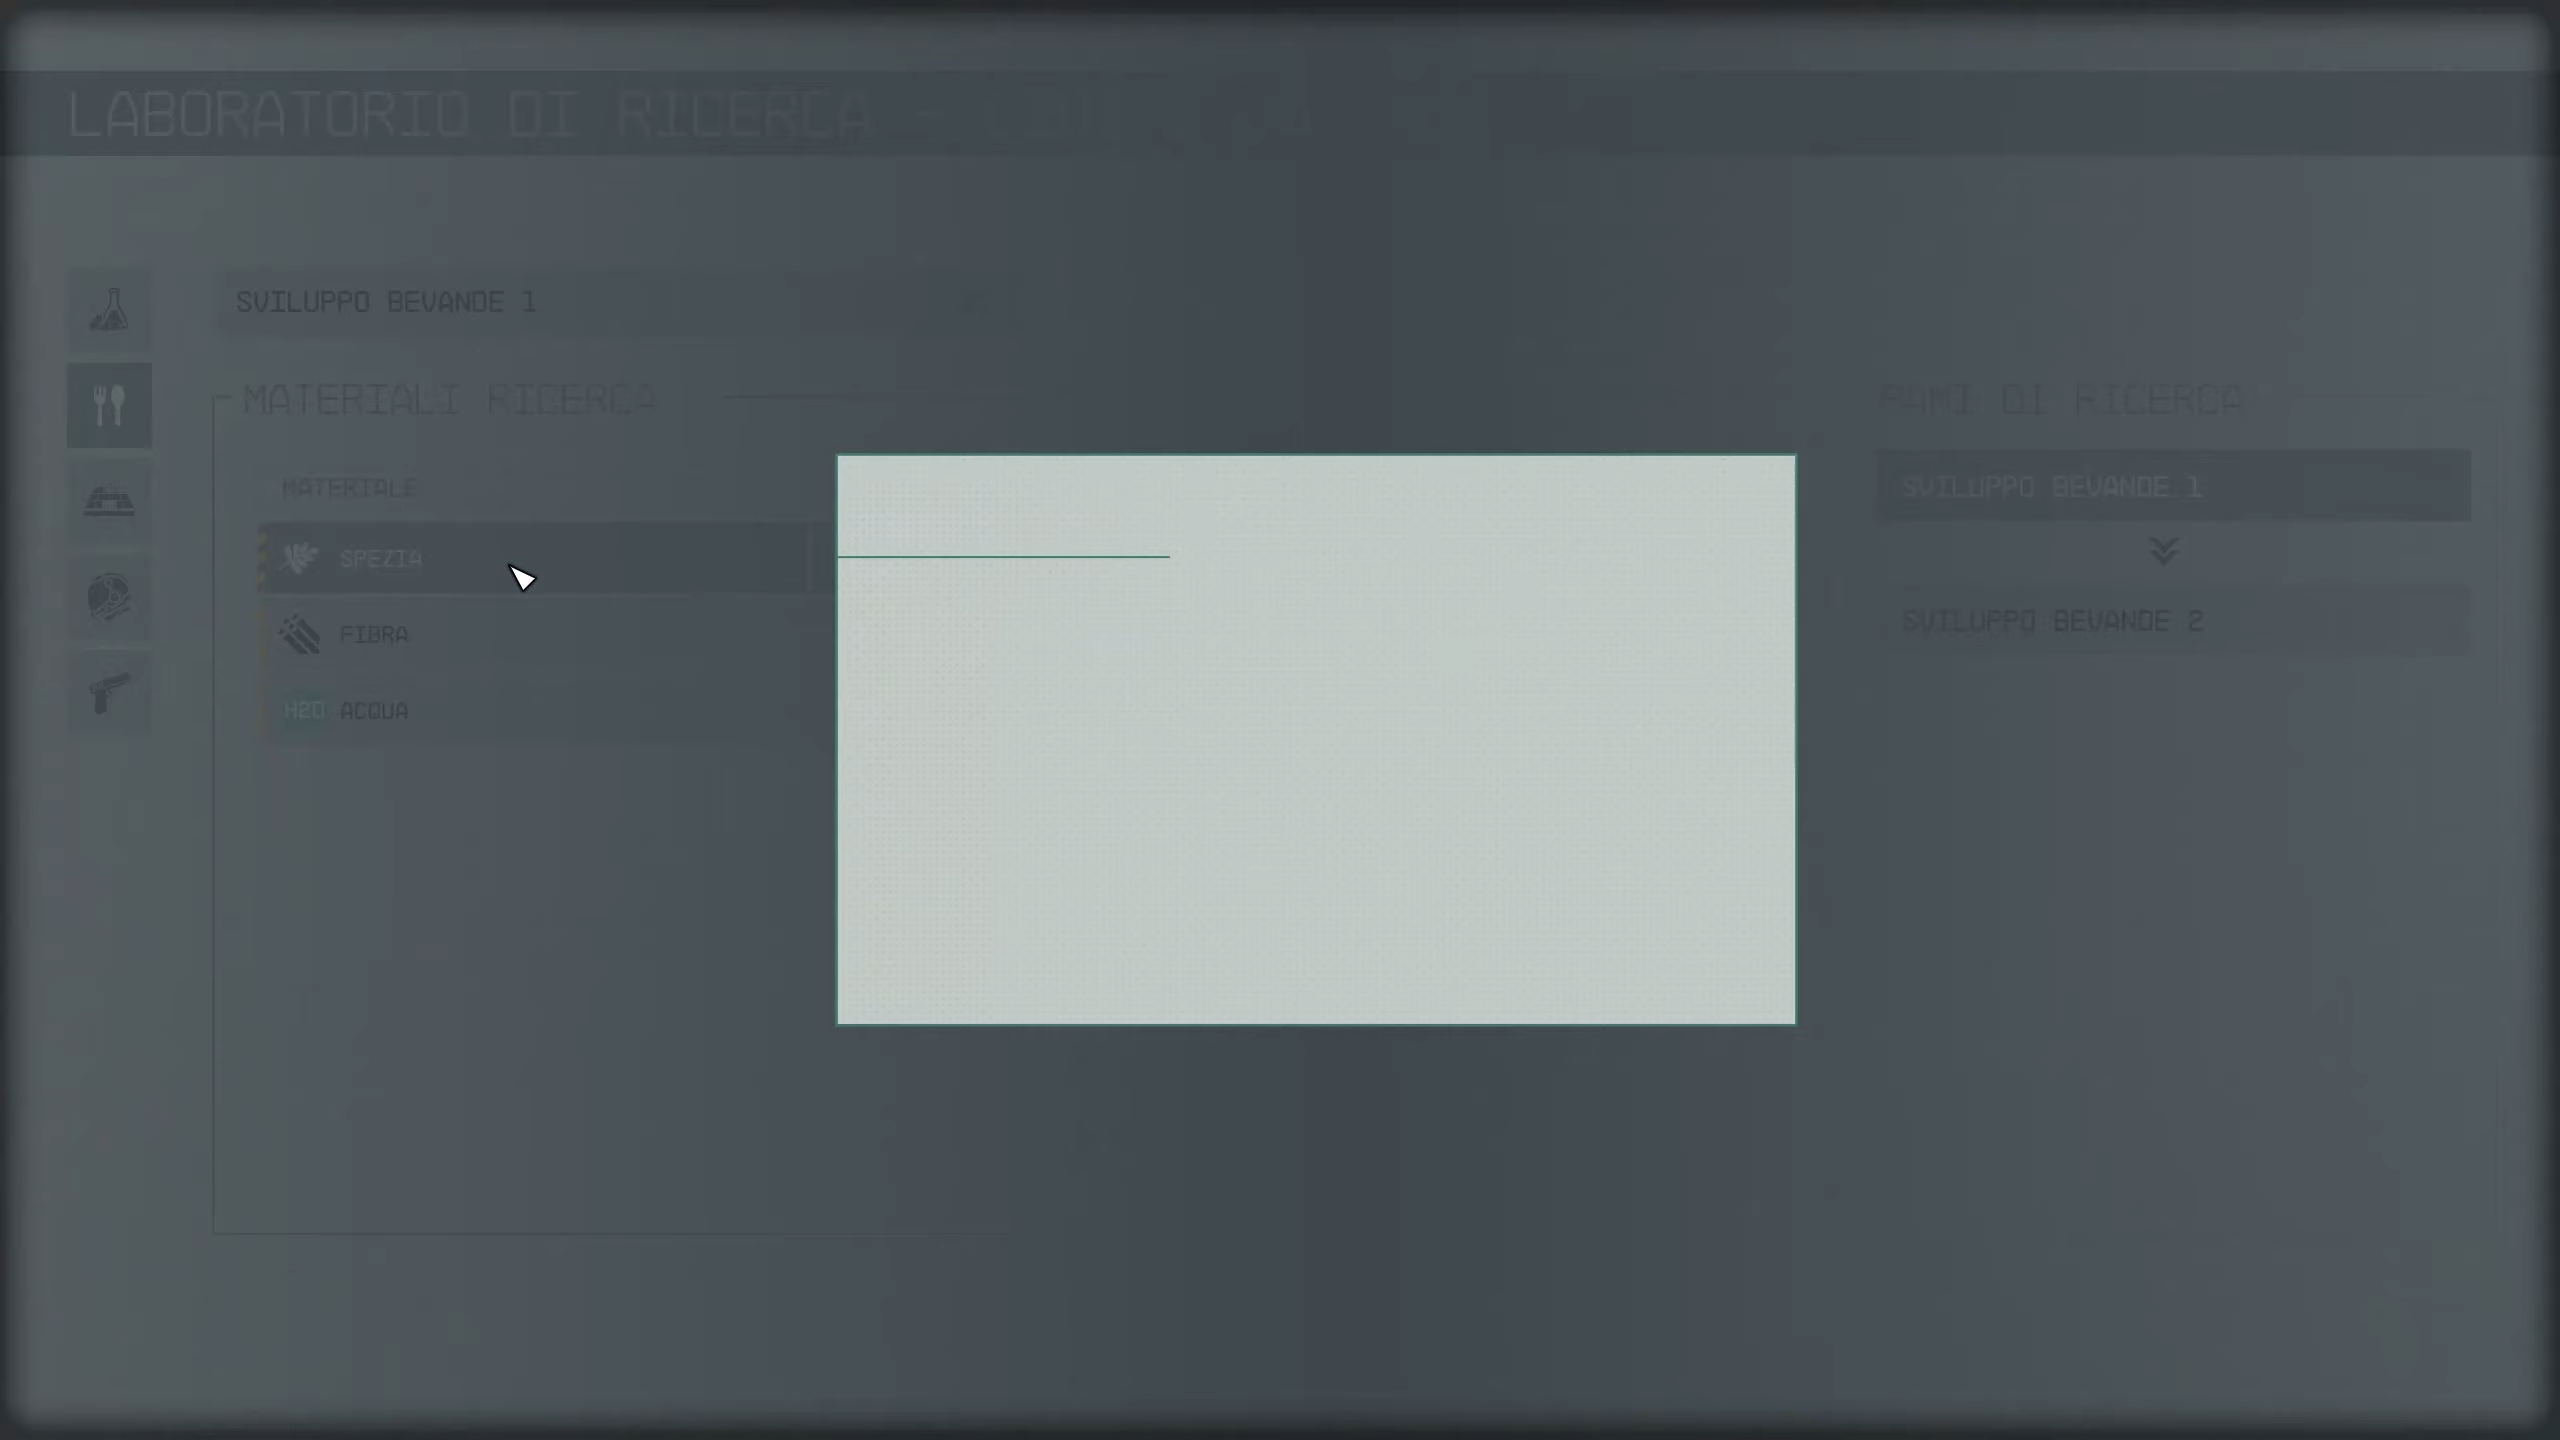 LABORATORIO DI RICERCA
SVILUPPO BEVANDE 1
MATERIALI RICERCA
MATERIALE
SPEZIA
FIBRA
H2O ACQUA
RAMI DI RICERCA
SVILUPPO BEVANDE 1
SVILUPPO BEVANDE 2